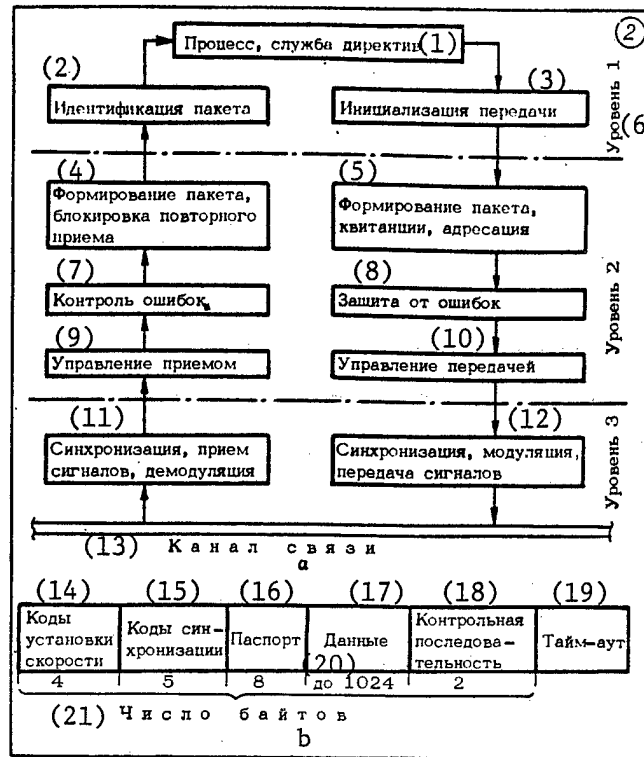 Процесс, служба директив (1)
(2)
(2)
Идентификация пакета
(3)
Инициализация передачи
Уровень 1
(6
(4)
Формирование пакета,
блокировка повторного
приема
(5)
Формирование пакета,
квитанции, адресация
(7)
Контроль ошибок
(8)
Защита от ошибок
Уровень 2
(9)
Управление приемом
(10)
Управление передачей
(11)
Синхронизация, прием
сигналов, демодуляция
(12)
Синхронизация, модуляция,
передача сигналов
Уровень 3
(13) Канал связи
a
(14) (15) (16) (17) (18) (19)
Коды
установки
скорости
Коды син-
хронизации
Паспорт
Данные
Контрольная
последова-
тельность
Тайм-аут
20)
4 5 8 до 1024 2
(21) Число байтов
b